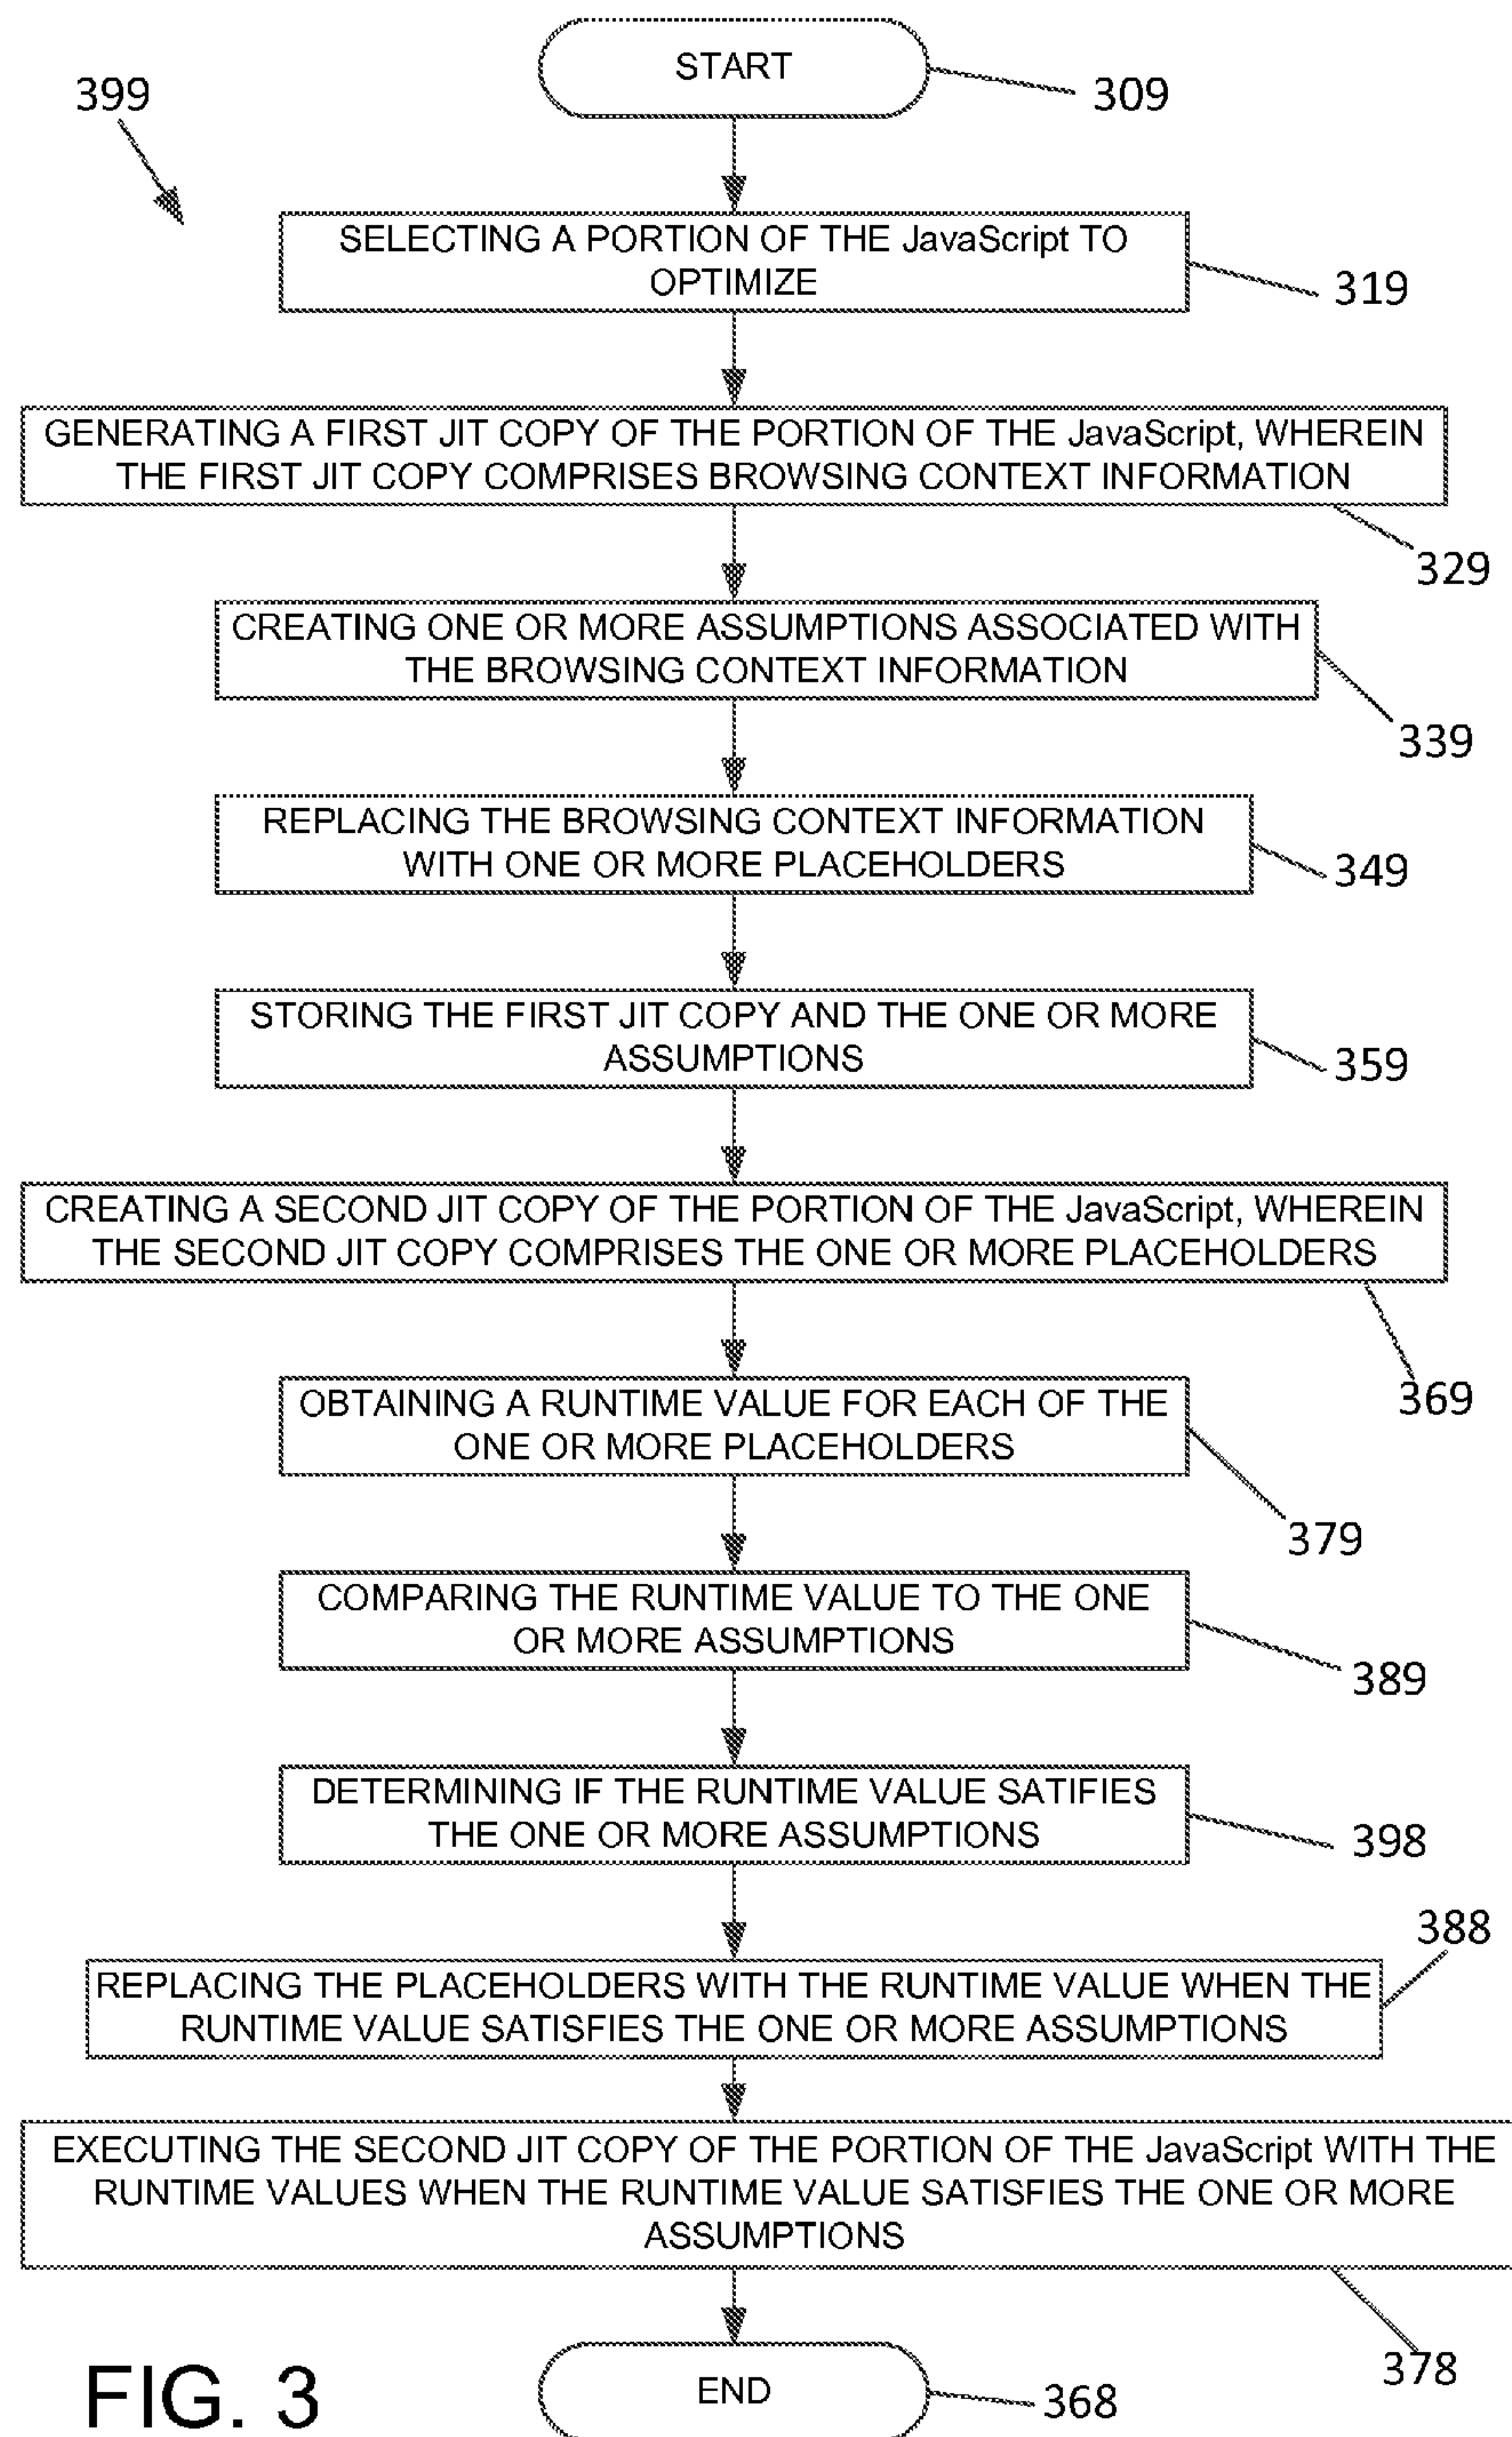 START
309
399
SELECTING A PORTION OF THE JavaScript TO
OPTIMIZE
319
GENERATING A FIRST JIT COPY OF THE PORTION OF THE JavaScript, WHEREIN
THE FIRST JIT COPY COMPRISES BROWSING CONTEXT INFORMATION
329
CREATING ONE OR MORE ASSUMPTIONS ASSOCIATED WITH
THE BROWSING CONTEXT INFORMATION
339
REPLACING THE BROWSING CONTEXT INFORMATION
WITH ONE OR MORE PLACEHOLDERS
349
STORING THE FIRST JIT COPY AND THE ONE OR MORE
ASSUMPTIONS
359
CREATING A SECOND JIT COPY OF THE PORTION OF THE JavaScript, WHEREIN
THE SECOND JIT COPY COMPRISES THE ONE OR MORE PLACEHOLDERS
369
OBTAINING A RUNTIME VALUE FOR EACH OF THE
ONE OR MORE PLACEHOLDERS
379
COMPARING THE RUNTIME VALUE TO THE ONE
OR MORE ASSUMPTIONS
389
DETERMINING IF THE RUNTIME VALUE SATIFIES
THE ONE OR MORE ASSUMPTIONS
398
388
REPLACING THE PLACEHOLDERS WITH THE RUNTIME VALUE WHEN THE
RUNTIME VALUE SATISFIES THE ONE OR MORE ASSUMPTIONS
EXECUTING THE SECOND JIT COPY OF THE PORTION OF THE JavaScript WITH THE
RUNTIME VALUES WHEN THE RUNTIME VALUE SATISFIES THE ONE OR MORE
ASSUMPTIONS
378
END
368
FIG. 3